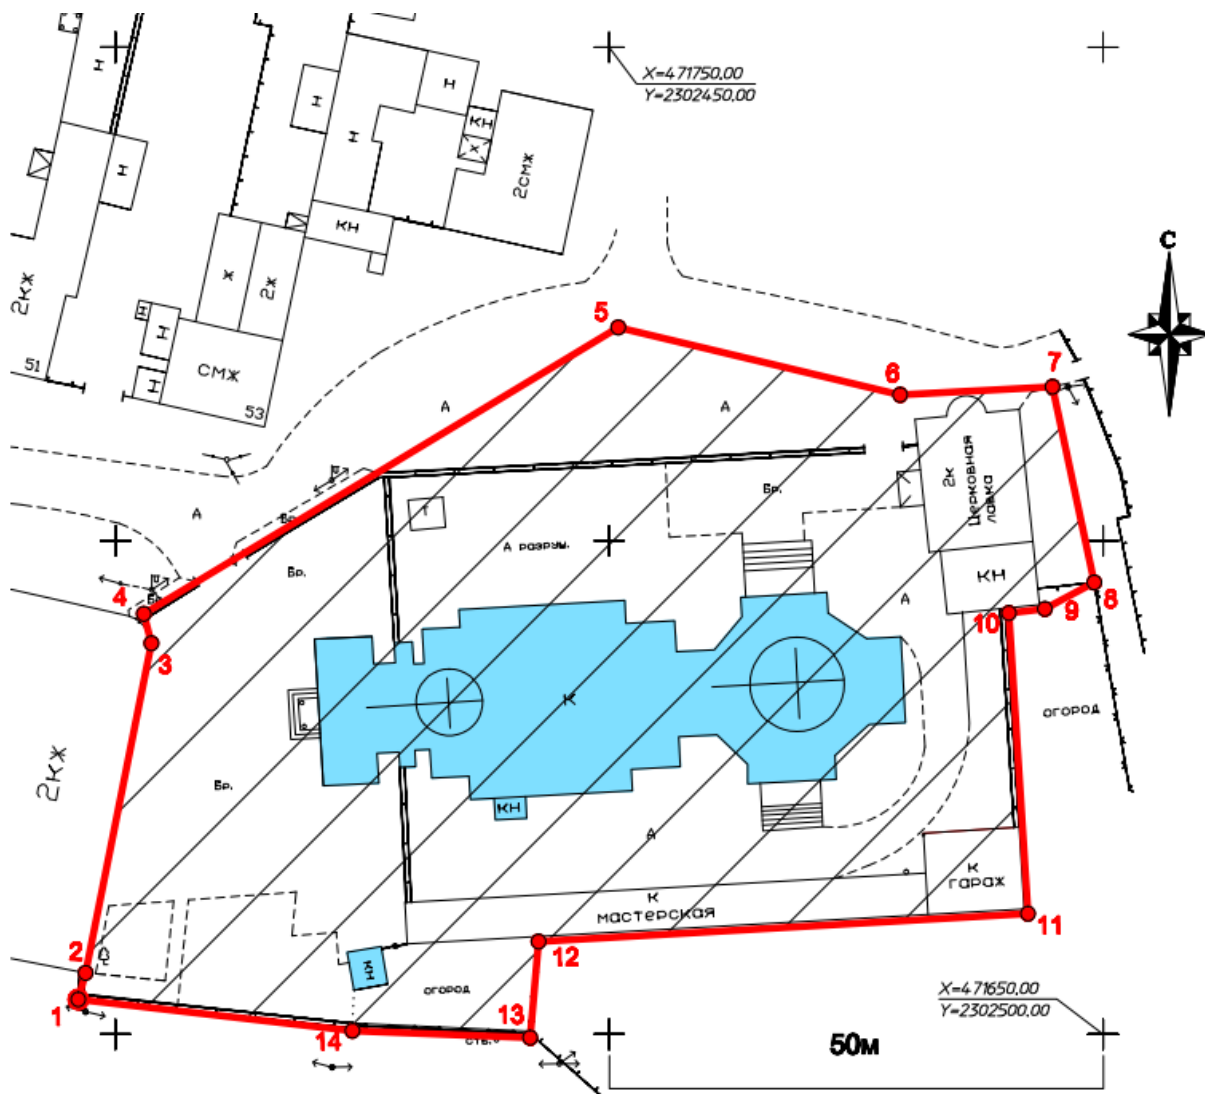 X=471750,00
Y=2302450,00
Н
Н
Н
Н
Н
КН
Х
2СМЖ
Н
КН
С
2КЖ
Ж
2Ж
Н
Н
51
Н
СМЖ
53
5
7
6
А
А
2К
Церковная
лавка
А
Бр.
Т
Бр.
А разруш.
Бр.
КН
4
Бр.
А
8
9
10
3
К
огород
2КЖ
Бр.
КН
А
К
гараж
К
мастерская
11
12
2
КН
огород
X=471650,00
Y=2302500,00
1
13
14
стб.
50м